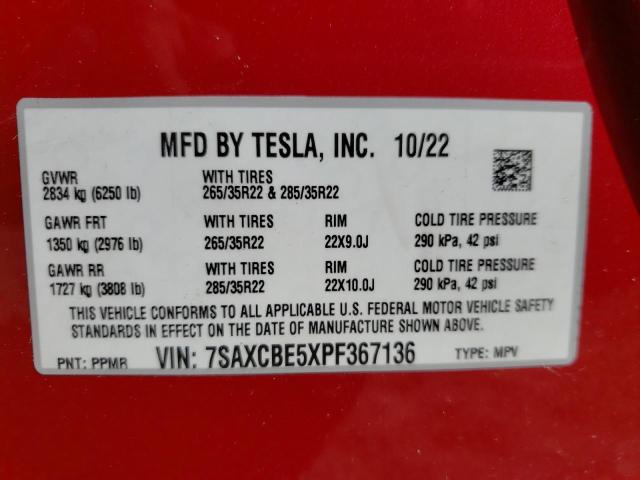 MFD BY TESLA, INC. 10/22
GVWR WITH TIRES
2834 kg (6250 lb) 265/35R22 & 285/35R22
GAWR FRT WITH TIRES RIM COLD TIRE PRESSURE
1350 kg (2976 lb) 265/35R22 22X9.0J 290 kPa, 42 psi
GAWR RR WITH TIRES RIM COLD TIRE PRESSURE
1727 kg (3808 lb) 285/35R22 22X10.0J 290 kPa, 42 psi
THIS VEHICLE CONFORMS TO ALL APPLICABLE U.S. FEDERAL MOTOR VEHICLE SAFETY
STANDARDS IN EFFECT ON THE DATE OF MANUFACTURE SHOWN ABOVE.
PNT: PPMR VIN: 7SAXCBE5XPF367136 TYPE: MPV